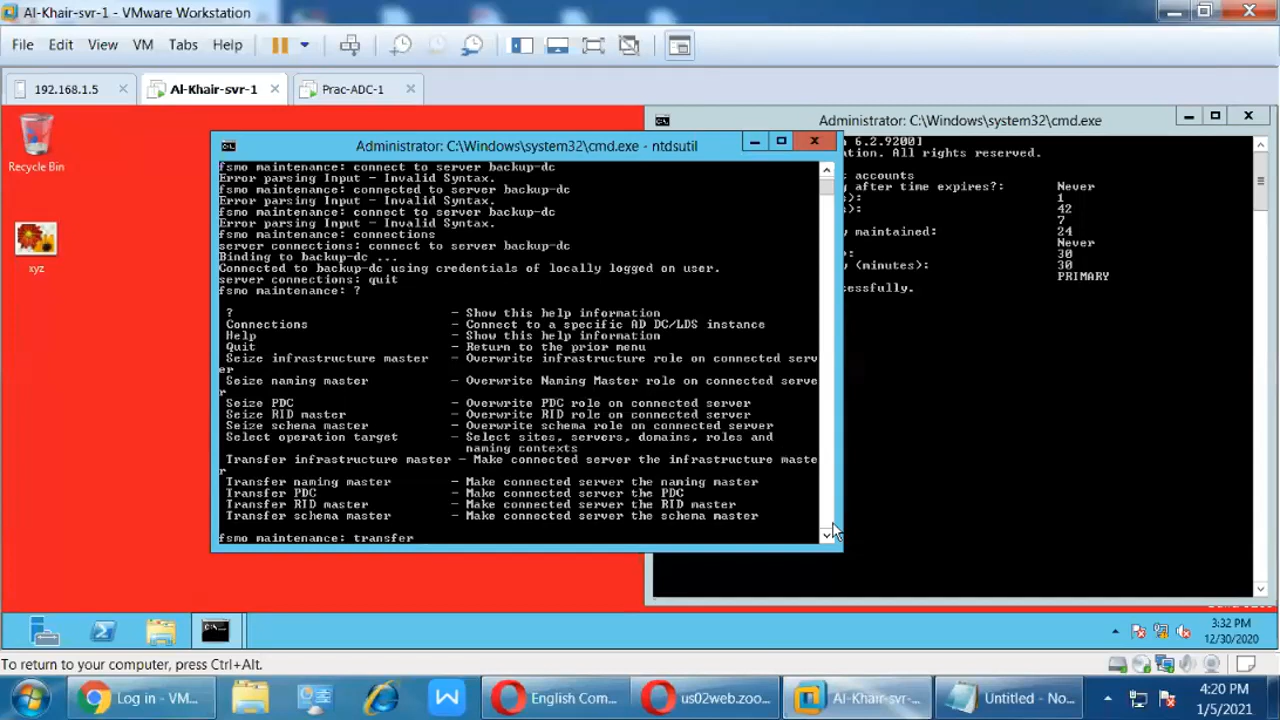 Al-Khair-svr-1 - VMware Workstation
File Edit View VM Tabs Help
192.168.1.5
Al-Khair-svr-1
Prac-ADC-1
Recycle Bin
xyz
Administrator: C:\Windows\system32\cmd.exe
n 6.2.9200]
ation. All rights reserved.
t accounts
y after time expires?: Never
s): 1
s): 42
: 7
y maintained: 24
Never
): 30
w (minutes): 30
PRIMARY
cessfully.
Administrator: C:\Windows\system32\cmd.exe - ntdsutil
fsmo maintenance: connect to server backup-dc
Error parsing Input - Invalid Syntax.
fsmo maintenance: connected to server backup-dc
Error parsing Input - Invalid Syntax.
fsmo maintenance: connect to server backup-dc
Error parsing Input - Invalid Syntax.
fsmo maintenance: connections
server connections: connect to server backup-dc
Binding to backup-dc ...
Connected to backup-dc using credentials of locally logged on user.
server connections: quit
fsmo maintenance: ?
? - Show this help information
Connections - Connect to a specific AD DC/LDS instance
Help - Show this help information
Quit - Return to the prior menu
Seize infrastructure master - Overwrite infrastructure role on connected serv
er
Seize naming master - Overwrite Naming Master role on connected serve
r
Seize PDC - Overwrite PDC role on connected server
Seize RID master - Overwrite RID role on connected server
Seize schema master - Overwrite schema role on connected server
Select operation target - Select sites, servers, domains, roles and
naming contexts
Transfer infrastructure master - Make connected server the infrastructure maste
r
Transfer naming master - Make connected server the naming master
Transfer PDC - Make connected server the PDC
Transfer RID master - Make connected server the RID master
Transfer schema master - Make connected server the schema master
fsmo maintenance: transfer
3:32 PM
12/30/2020
To return to your computer, press Ctrl+Alt.
Log in - VM...
English Com...
us02web.zoo...
Al-Khair-svr-...
Untitled - No...
4:20 PM
1/5/2021